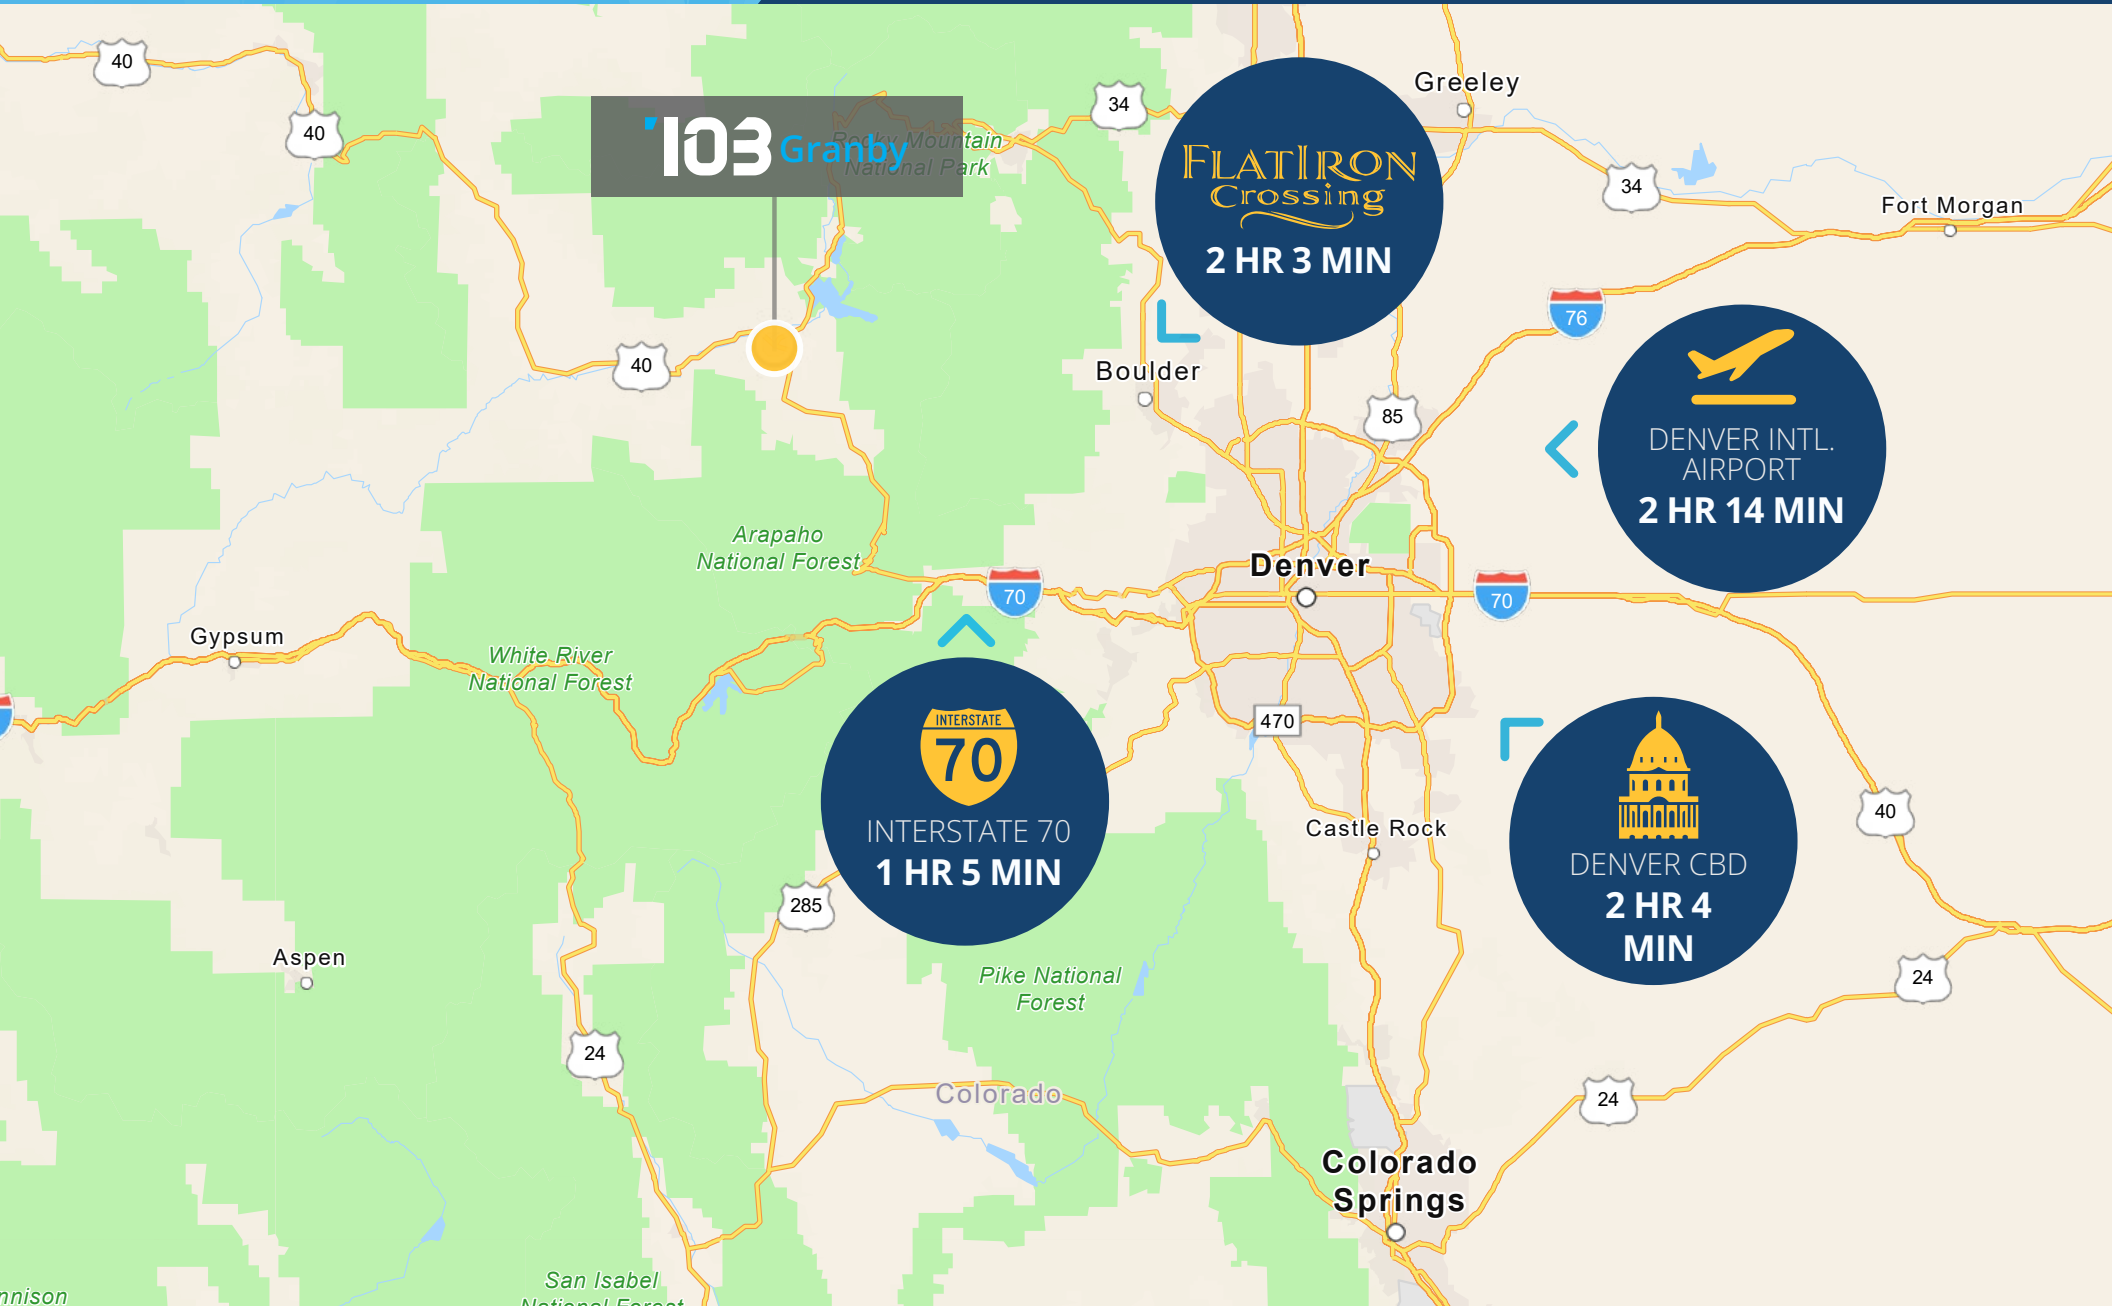 40
40
34
Greeley
103 Granby
Rocky Mountain
National Park
FLATIRON
Crossing
2 HR 3 MIN
34
Fort Morgan
76
40
Boulder
85
DENVER INTL.
AIRPORT
2 HR 14 MIN
Arapaho
National Forest
Denver
70
70
Gypsum
White River
National Forest
INTERSTATE
70
INTERSTATE 70
1 HR 5 MIN
470
Castle Rock
DENVER CBD
2 HR 4
MIN
40
285
Aspen
Pike National
Forest
24
24
Colorado
24
Colorado
Springs
San Isabel
National Forest
nnison